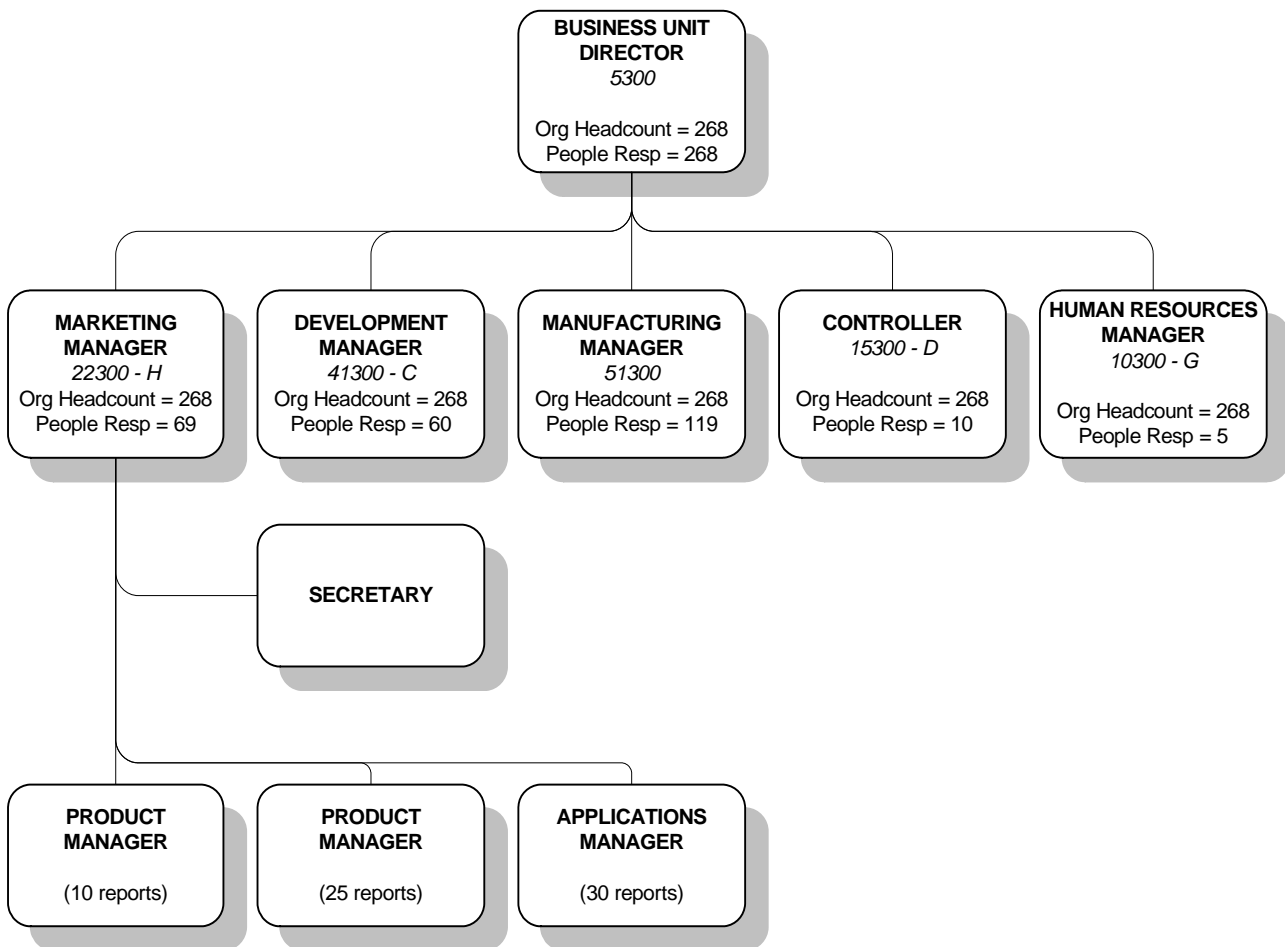 BUSINESS UNIT
DIRECTOR
5300
Org Headcount = 268
People Resp = 268
MARKETING
MANAGER
22300 - H
Org Headcount = 268
People Resp = 69
DEVELOPMENT
MANAGER
41300 - C
Org Headcount = 268
People Resp = 60
MANUFACTURING
MANAGER
51300
Org Headcount = 268
People Resp = 119
CONTROLLER
15300 - D
Org Headcount = 268
People Resp = 10
HUMAN RESOURCES
MANAGER
10300 - G
Org Headcount = 268
People Resp = 5
SECRETARY
PRODUCT
MANAGER
(10 reports)
PRODUCT
MANAGER
(25 reports)
APPLICATIONS
MANAGER
(30 reports)